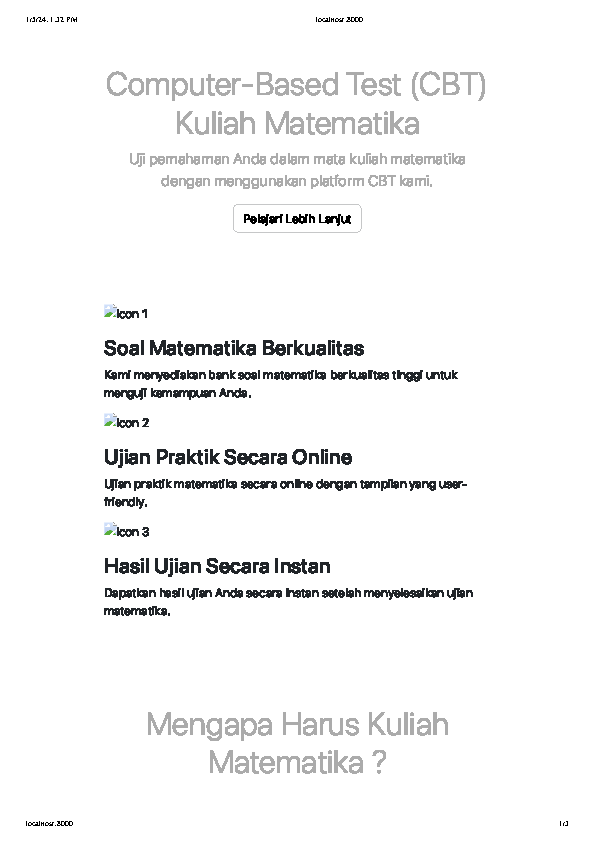 1/3/24, 1:32 PM
localhost:8000
Computer-Based Test (CBT)
Kuliah Matematika
Uji pemahaman Anda dalam mata kuliah matematika
dengan menggunakan platform CBT kami.
Pelajari Lebih Lanjut
Icon 1
Soal Matematika Berkualitas
Kami menyediakan bank soal matematika berkualitas tinggi untuk
menguji kemampuan Anda.
Icon 2
Ujian Praktik Secara Online
Ujian praktik matematika secara online dengan tampilan yang user-
friendly.
Icon 3
Hasil Ujian Secara Instan
Dapatkan hasil ujian Anda secara instan setelah menyelesaikan ujian
matematika.
Mengapa Harus Kuliah
Matematika ?
localhost:8000
1/3